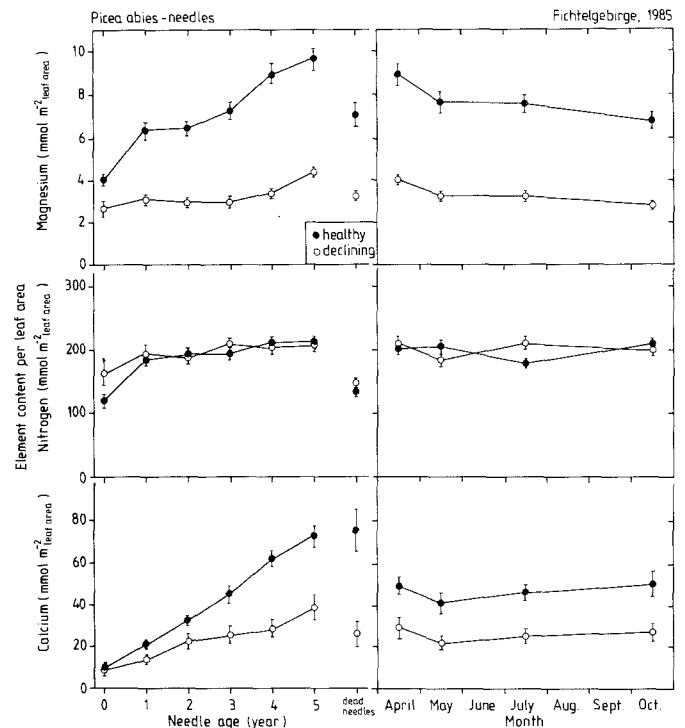 Picea abies - needles
Fichtelgebirge, 1985
Magnesium (mmol m⁻² leaf area)
10
8
6
4
2
0
● healthy
○ declining
Element content per leaf area
Nitrogen (mmol m⁻² leaf area)
300
200
100
0
Calcium (mmol m⁻² leaf area)
80
60
40
20
0
0 1 2 3 4 5 dead needles
Needle age (year)
April May June July Aug. Sept. Oct.
Month